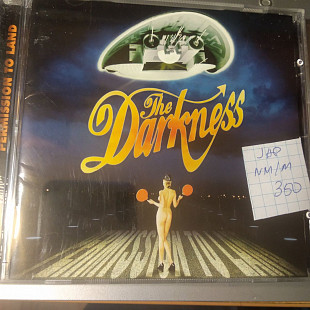 PERMISSION TO LAND
The
Darkness
JAP
NM/M
350
PERMISSION TO LAND